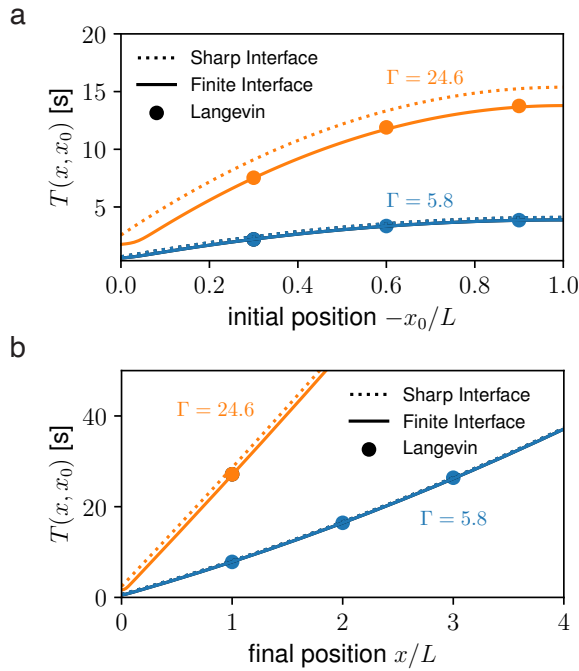 a
20
15
10
5
T(x, x₀) [s]
Sharp Interface
Finite Interface
Langevin
Γ = 24.6
Γ = 5.8
0.0 0.2 0.4 0.6 0.8 1.0
initial position −x₀/L
b
40
20
0
T(x, x₀) [s]
Γ = 24.6
Sharp Interface
Finite Interface
Langevin
Γ = 5.8
0 1 2 3 4
final position x/L